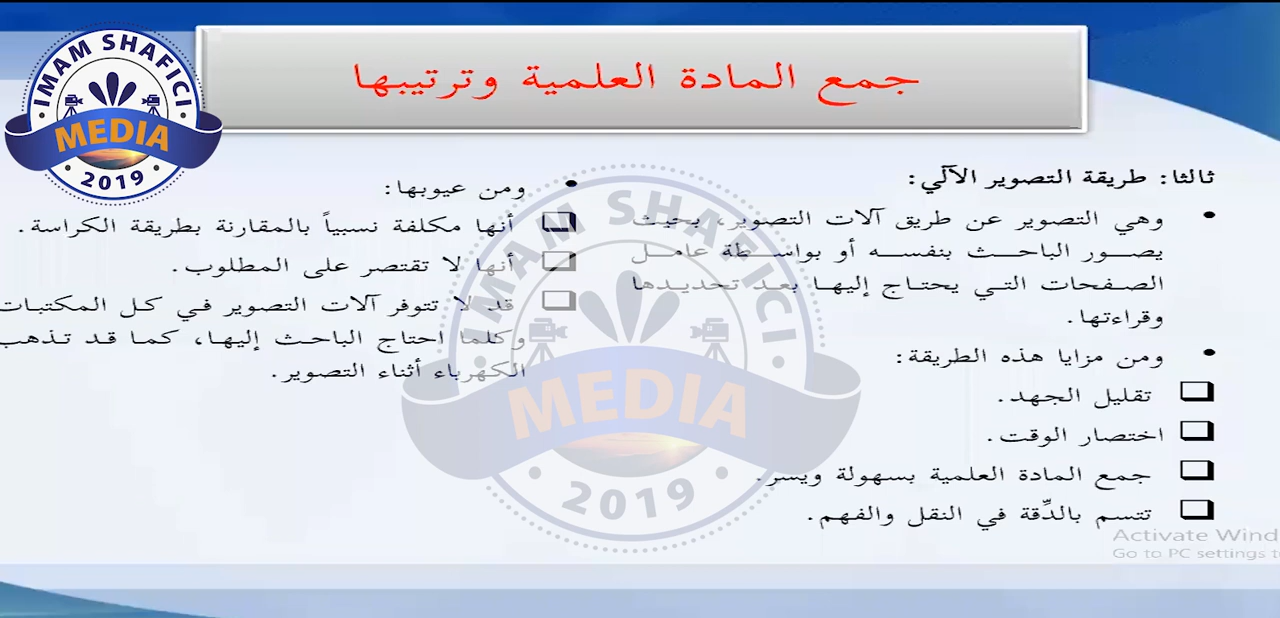 جمع المادة العلمية وترتيبها
IMAM SHAFICI
MEDIA
2019
ثالثا: طريقة التصوير الآلي:
• وهي التصوير عن طريق آلات التصوير، بحيث
يصور الباحث بنفسه أو بواسطة عامل
الصفحات التي يحتاج إليها بعد تحديدها
وقراءتها.
• ومن مزايا هذه الطريقة:
تقليل الجهد.
اختصار الوقت.
جمع المادة العلمية بسهولة ويسر.
تتسم بالدِّقة في النقل والفهم.
• ومن عيوبها:
أنها مكلفة نسبياً بالمقارنة بطريقة الكراسة.
أنها لا تقتصر على المطلوب.
قد لا تتوفر آلات التصوير في كل المكتبات
وكلما احتاج الباحث إليها، كما قد تذهب
الكهرباء أثناء التصوير.
IMAM SHAFICI
MEDIA
2019
Activate Wind
Go to PC settings t